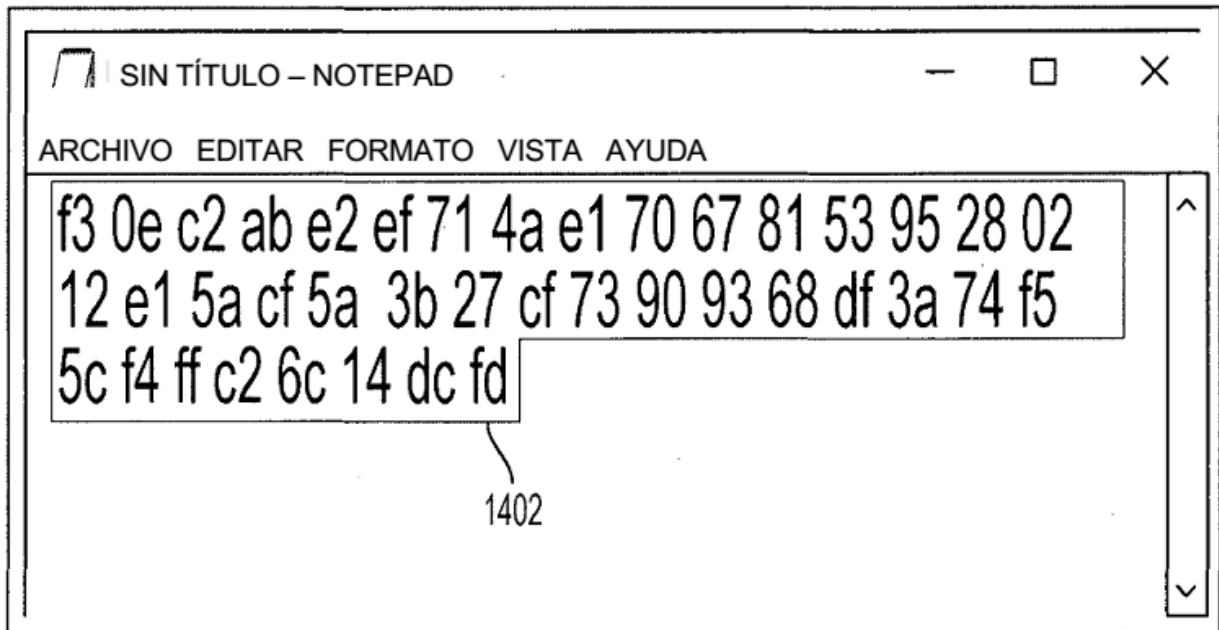 SIN TÍTULO – NOTEPAD
ARCHIVO EDITAR FORMATO VISTA AYUDA
f3 0e c2 ab e2 ef 71 4a e1 70 67 81 53 95 28 02
12 e1 5a cf 5a 3b 27 cf 73 90 93 68 df 3a 74 f5
5c f4 ff c2 6c 14 dc fd
1402